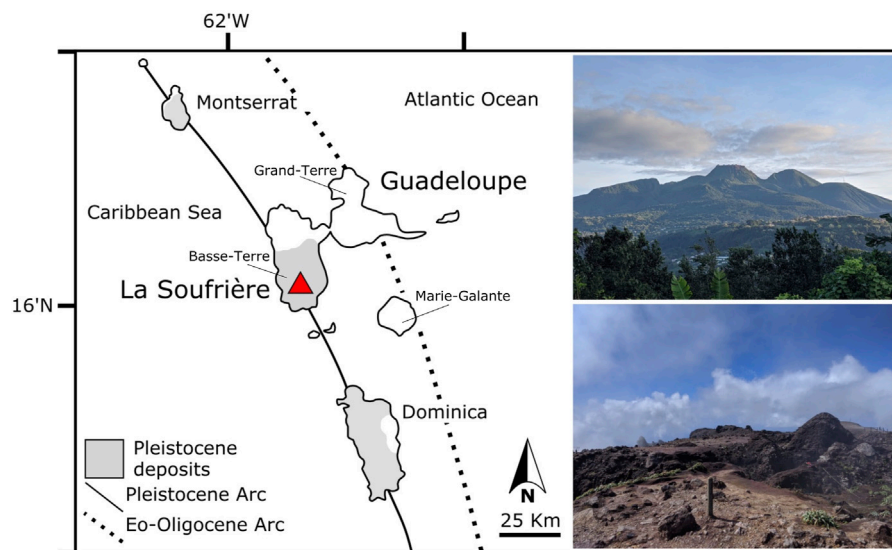 62'W
Montserrat
Atlantic Ocean
Grand-Terre
Guadeloupe
Caribbean Sea
Basse-Terre
La Soufrière
16'N
Marie-Galante
Dominica
Pleistocene
deposits
Pleistocene Arc
Eo-Oligocene Arc
N
25 Km